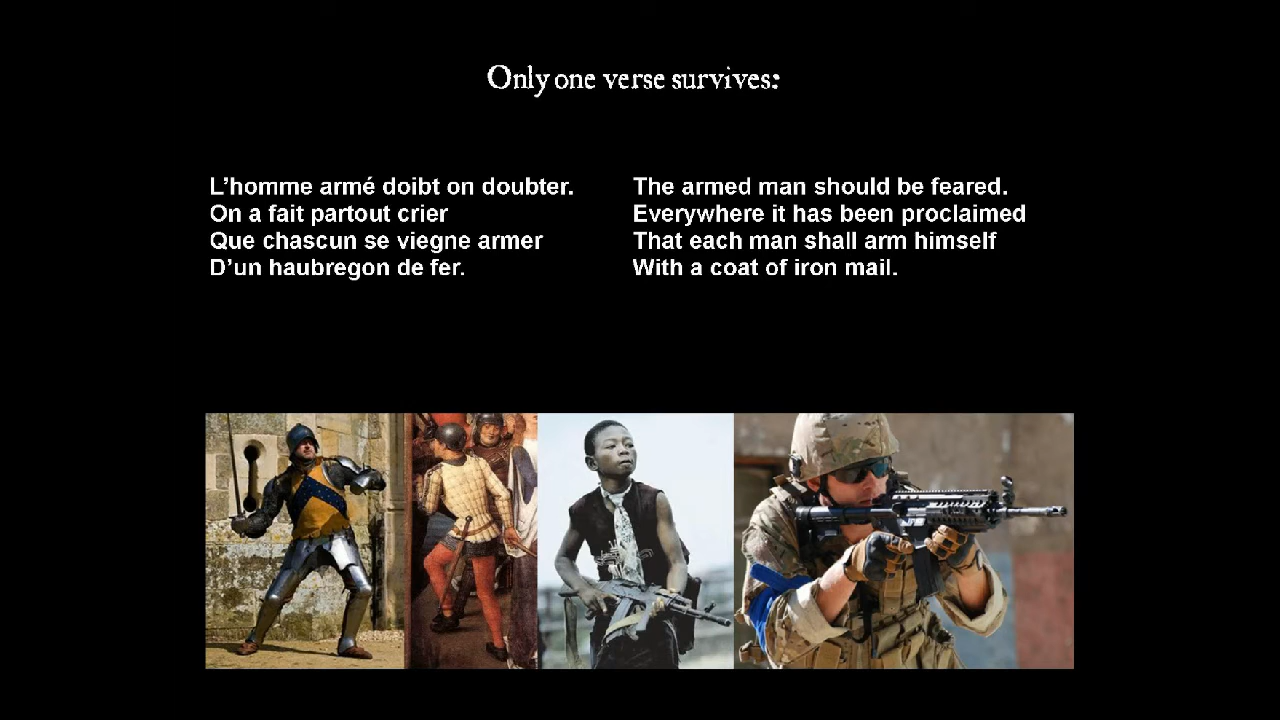 Only one verse survives:
L’homme armé doibt on doubter.
On a fait partout crier
Que chascun se viegne armer
D’un haubregon de fer.
The armed man should be feared.
Everywhere it has been proclaimed
That each man shall arm himself
With a coat of iron mail.